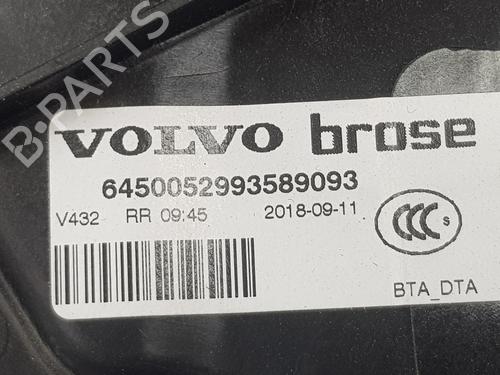 B-PARTS
VOLVO brose
6450052993589093
V432 RR 09:45 2018-09-11
CCC S
BTA_DTA